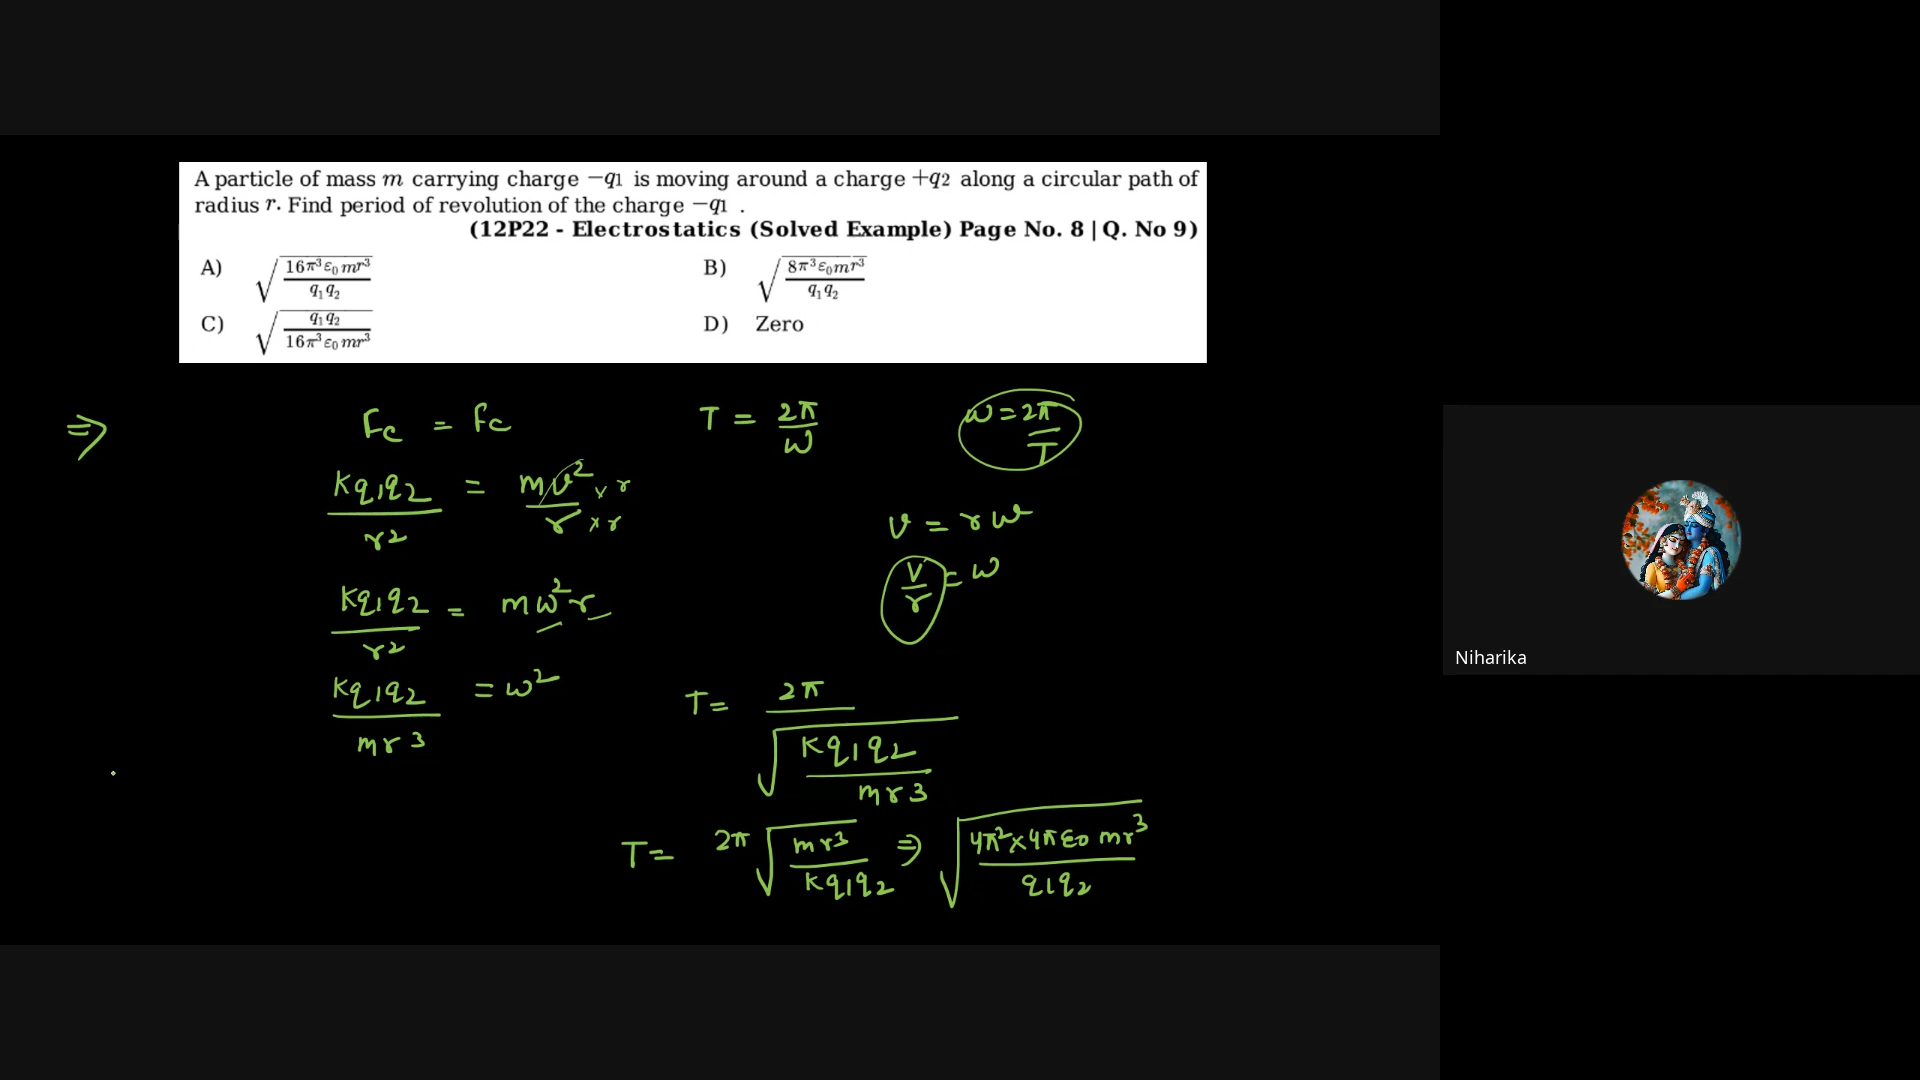 A particle of mass m carrying charge −q1 is moving around a charge +q2 along a circular path of
radius r. Find period of revolution of the charge −q1 .
(12P22 - Electrostatics (Solved Example) Page No. 8 | Q. No 9)
A) √(16π³ε₀mr³ / q₁q₂) B) √(8π³ε₀mr³ / q₁q₂)
C) √(q₁q₂ / 16π³ε₀mr³) D) Zero
⇒ Fc = Fc T = 2π/ω ω = 2π/T
Kq1q2 / r² = mv² × r / r × r
v = rω
v/r = ω
Kq1q2 / r² = mω²r
Kq1q2 / mr3 = ω²
T = 2π / √(Kq1q2 / mr3)
T = 2π √(mr3 / Kq1q2) ⇒ √(4π²×4πε0 mr³ / q1q2)
Niharika